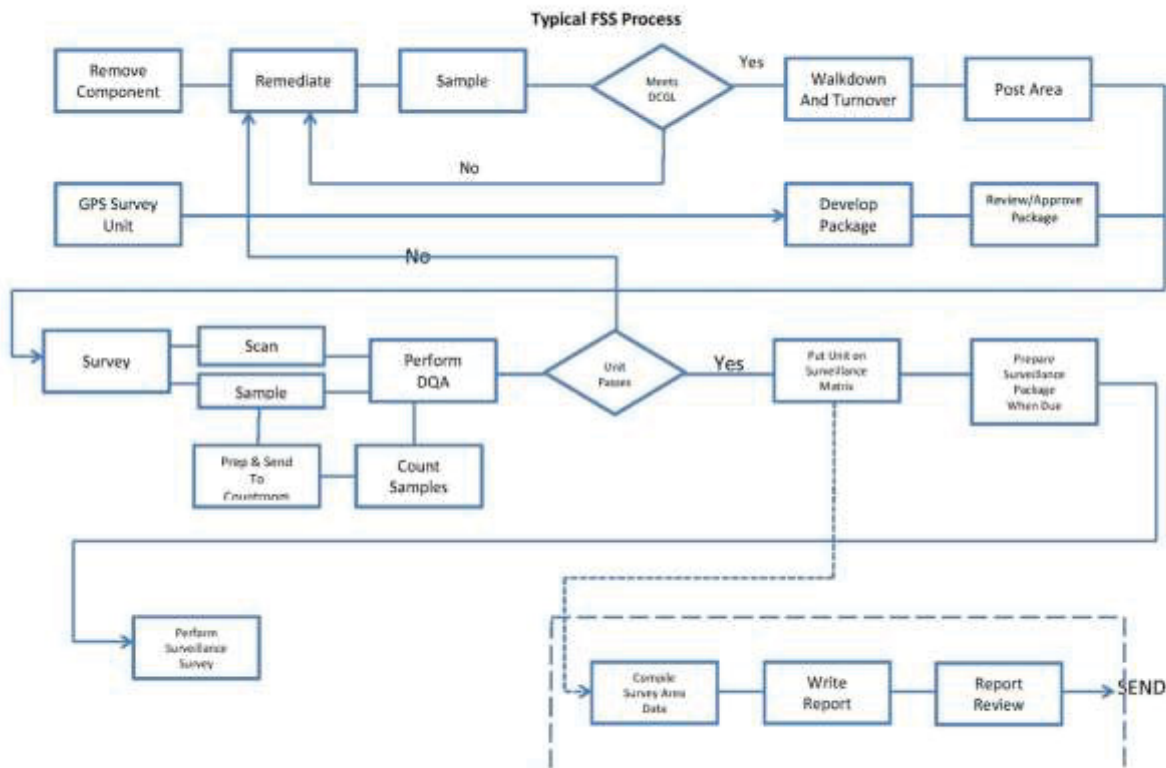 Typical FSS Process
Remove
Component
Remediate
Sample
Meets
DCGL
Yes
Walkdown
And Turnover
Post Area
No
GPS Survey
Unit
Develop
Package
Review/Approve
Package
No
Survey
Scan
Sample
Perform
DQA
Unit
Passes
Yes
Put Unit on
Surveillance
Matrix
Prepare
Surveillance
Package
When Due
Prep & Send
To
Countroom
Count
Samples
Perform
Surveillance
Survey
Compile
Survey Area
Date
Write
Report
Report
Review
SEND